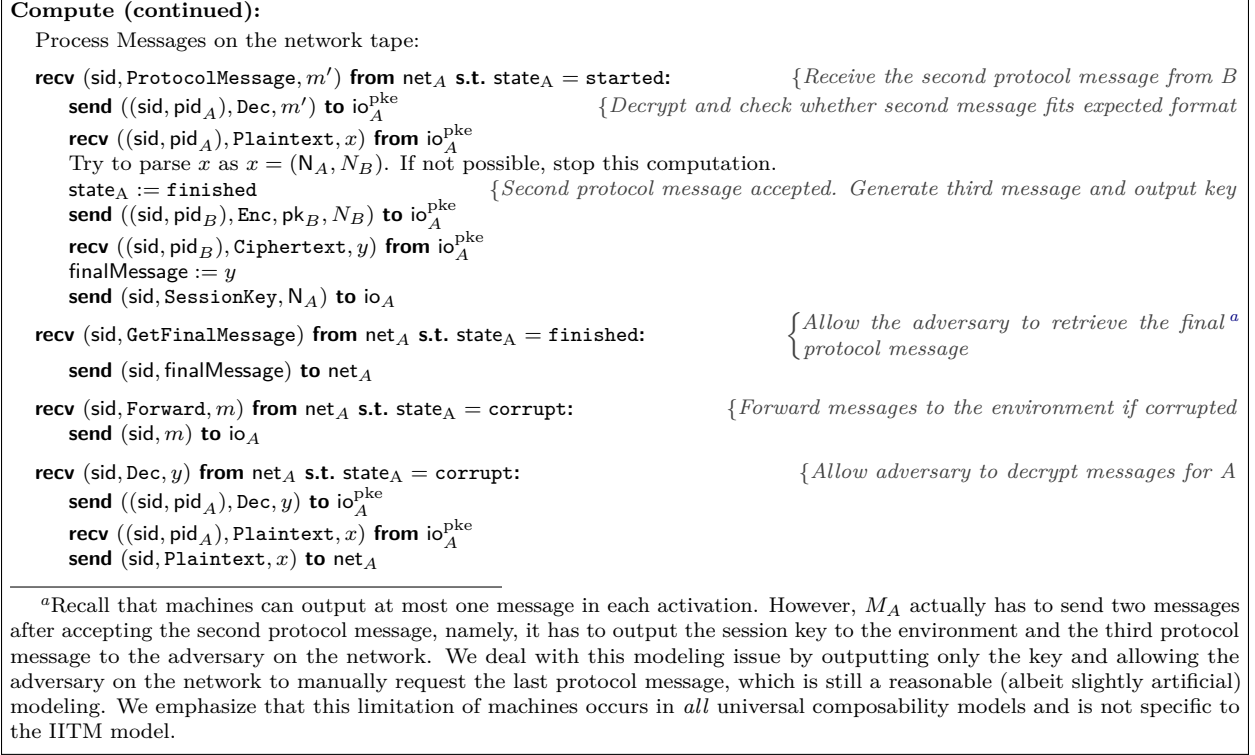 Compute (continued):
Process Messages on the network tape:
recv (sid, ProtocolMessage, m′) from net_A s.t. state_A = started: {Receive the second protocol message from B
send ((sid, pid_A), Dec, m′) to io_A^pke {Decrypt and check whether second message fits expected format
recv ((sid, pid_A), Plaintext, x) from io_A^pke
Try to parse x as x = (N_A, N_B). If not possible, stop this computation.
state_A := finished {Second protocol message accepted. Generate third message and output key
send ((sid, pid_B), Enc, pk_B, N_B) to io_A^pke
recv ((sid, pid_B), Ciphertext, y) from io_A^pke
finalMessage := y
send (sid, SessionKey, N_A) to io_A
recv (sid, GetFinalMessage) from net_A s.t. state_A = finished: {Allow the adversary to retrieve the final^a
protocol message
send (sid, finalMessage) to net_A
recv (sid, Forward, m) from net_A s.t. state_A = corrupt: {Forward messages to the environment if corrupted
send (sid, m) to io_A
recv (sid, Dec, y) from net_A s.t. state_A = corrupt: {Allow adversary to decrypt messages for A
send ((sid, pid_A), Dec, y) to io_A^pke
recv ((sid, pid_A), Plaintext, x) from io_A^pke
send (sid, Plaintext, x) to net_A
^aRecall that machines can output at most one message in each activation. However, M_A actually has to send two messages
after accepting the second protocol message, namely, it has to output the session key to the environment and the third protocol
message to the adversary on the network. We deal with this modeling issue by outputting only the key and allowing the
adversary on the network to manually request the last protocol message, which is still a reasonable (albeit slightly artificial)
modeling. We emphasize that this limitation of machines occurs in all universal composability models and is not specific to
the IITM model.